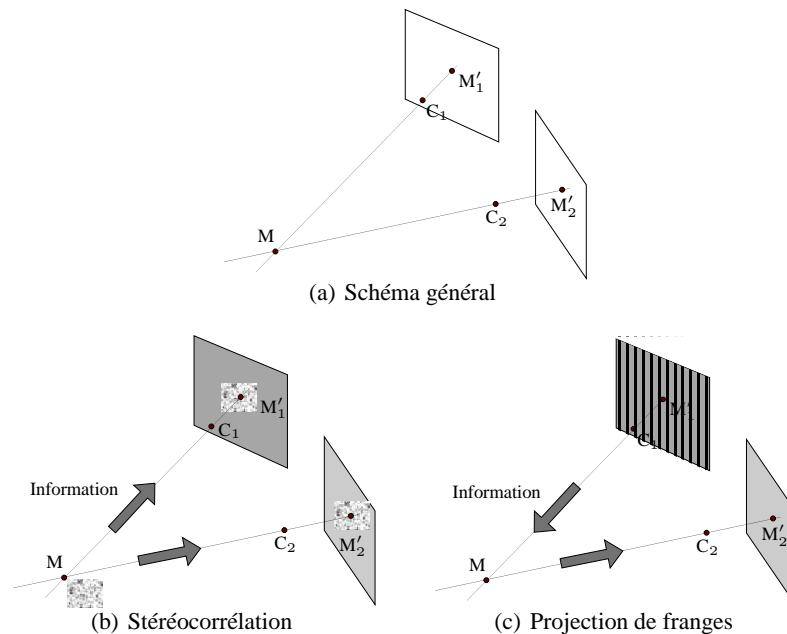 M′₁
C₁
M′₂
C₂
M
(a) Schéma général
M′₁
C₁
Information
M′₂
C₂
M
(b) Stéréocorrélation
M′₁
C₁
Information
M′₂
C₂
M
(c) Projection de franges